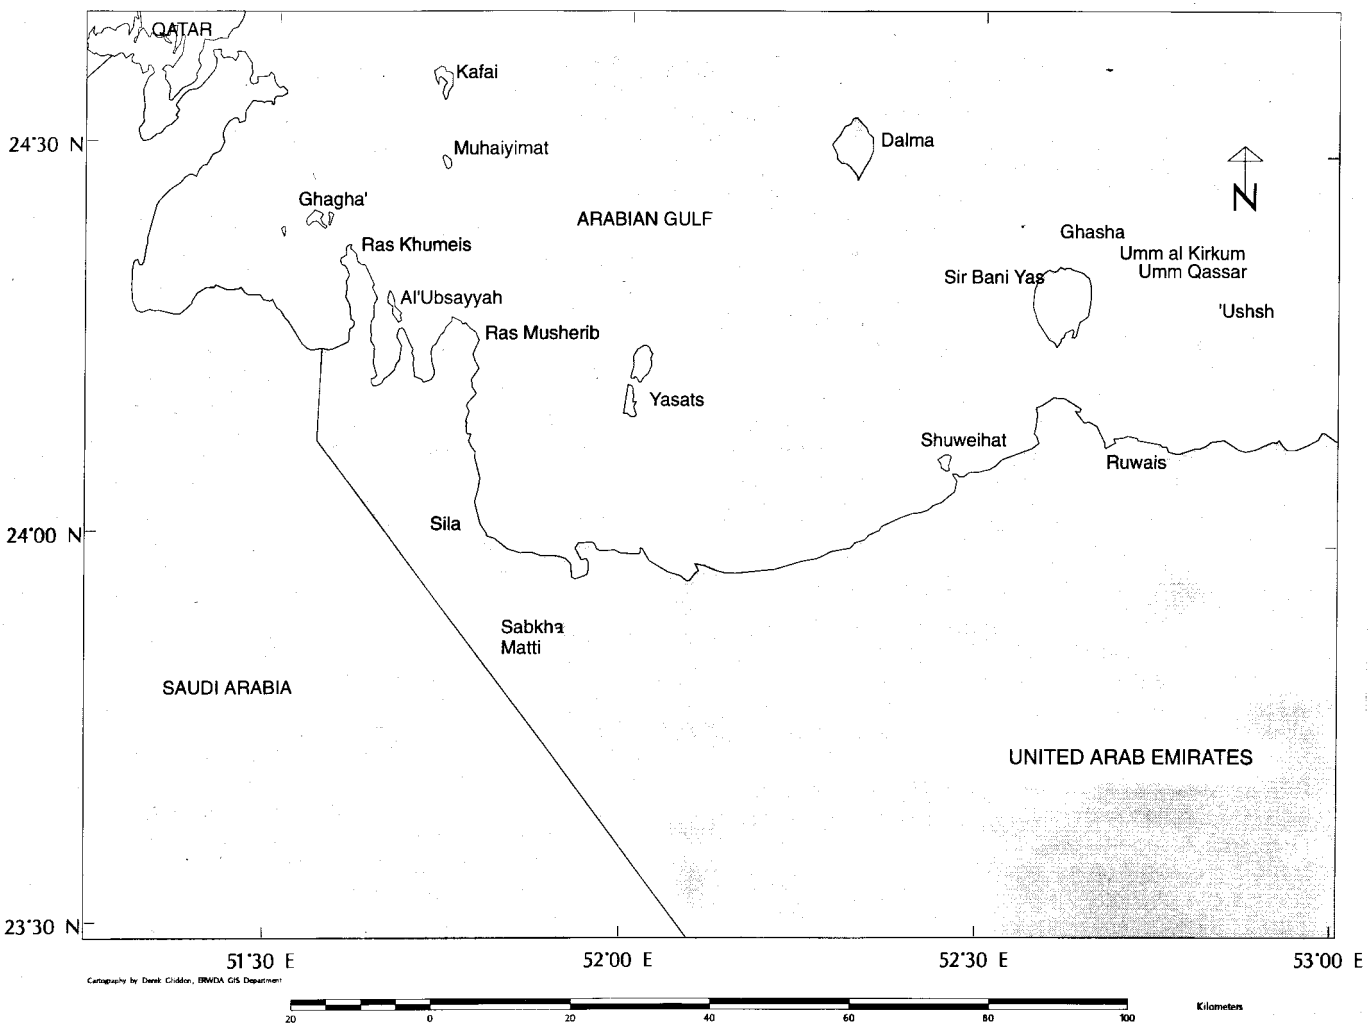 QATAR
Kafai
24°30 N
Dalma
Muhaiyimat
N
Ghagha'
ARABIAN GULF
Ghasha
Ras Khumeis
Umm al Kirkum
Umm Qassar
Sir Bani Yas
Al'Ubsayyah
'Ushsh
Ras Musherib
Yasats
Shuweihat
Ruwais
Sila
24°00 N
Sabkha
Matti
SAUDI ARABIA
UNITED ARAB EMIRATES
23°30 N
51°30 E
52°00 E
52°30 E
53°00 E
Cartography by Derek Gliddon, ERWDA GIS Department
Kilometers
20 0 20 40 60 80 100